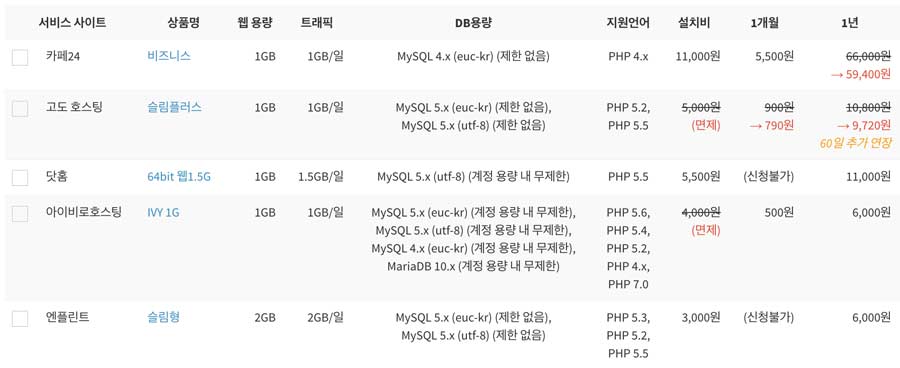 서비스 사이트 상품명 웹 용량 트래픽 DB용량 지원언어 설치비 1개월 1년
카페24 비즈니스 1GB 1GB/일 MySQL 4.x (euc-kr) (제한 없음) PHP 4.x 11,000원 5,500원 66,000원
→ 59,400원
고도 호스팅 슬림플러스 1GB 1GB/일 MySQL 5.x (euc-kr) (제한 없음), PHP 5.2, 5,000원 900원 10,800원
MySQL 5.x (utf-8) (제한 없음) PHP 5.5 (면제) → 790원 → 9,720원
60일 추가 연장
닷홈 64bit 웹1.5G 1GB 1.5GB/일 MySQL 5.x (utf-8) (계정 용량 내 무제한) PHP 5.5 5,500원 (신청불가) 11,000원
아이비로호스팅 IVY 1G 1GB 1GB/일 MySQL 5.x (euc-kr) (계정 용량 내 무제한), PHP 5.6, 4,000원 500원 6,000원
MySQL 5.x (utf-8) (계정 용량 내 무제한), PHP 5.4, (면제)
MySQL 4.x (euc-kr) (계정 용량 내 무제한), PHP 5.2,
MariaDB 10.x (계정 용량 내 무제한) PHP 4.x,
PHP 7.0
엔플린트 슬림형 2GB 2GB/일 MySQL 5.x (euc-kr) (제한 없음), PHP 5.3, 3,000원 (신청불가) 6,000원
MySQL 5.x (utf-8) (제한 없음) PHP 5.2,
PHP 5.5